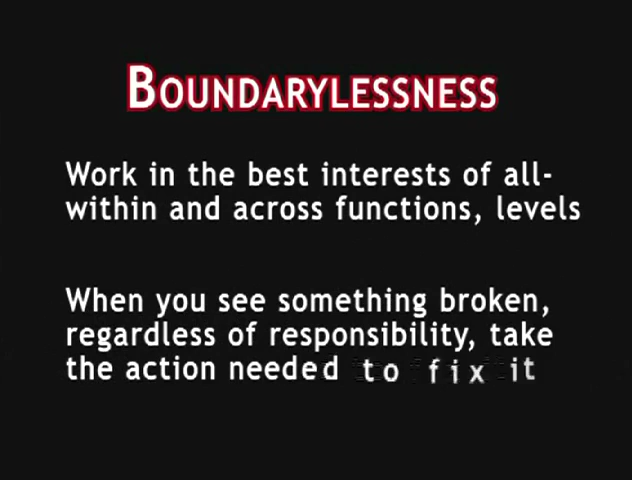 BOUNDARYLESSNESS
Work in the best interests of all-
within and across functions, levels
When you see something broken,
regardless of responsibility, take
the action needed to fix it